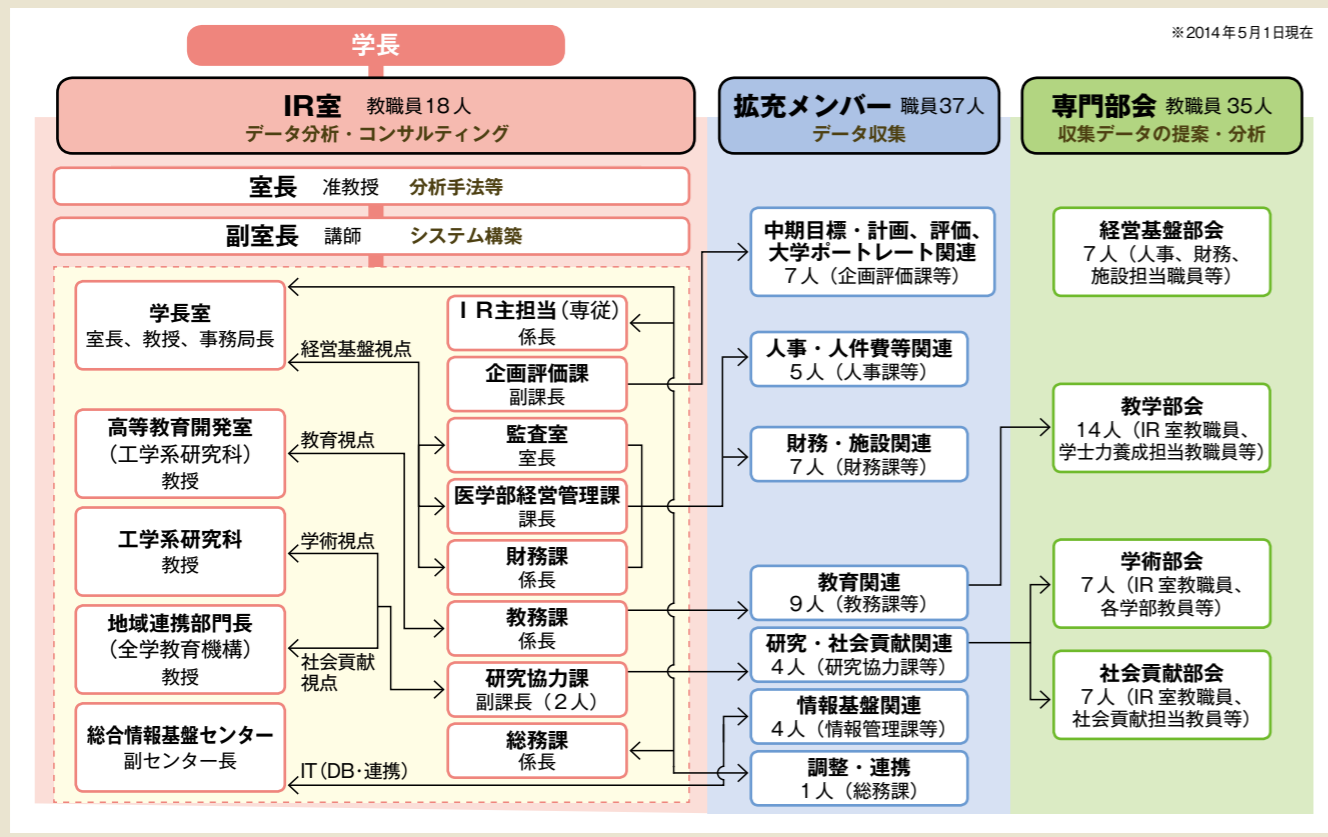 ※2014年5月1日現在
学長
IR室 教職員18人
データ分析・コンサルティング
室長 准教授 分析手法等
副室長 講師 システム構築
学長室
室長、教授、事務局長
高等教育開発室
(工学系研究科)
教授
工学系研究科
教授
地域連携部門長
(全学教育機構)
教授
総合情報基盤センター
副センター長
経営基盤視点
教育視点
学術視点
社会貢献
視点
IT(DB・連携)
IR主担当(専従)
係長
企画評価課
副課長
監査室
室長
医学部経営管理課
課長
財務課
係長
教務課
係長
研究協力課
副課長(2人)
総務課
係長
拡充メンバー 職員37人
データ収集
中期目標・計画、評価、
大学ポートレート関連
7人(企画評価課等)
人事・人件費等関連
5人(人事課等)
財務・施設関連
7人(財務課等)
教育関連
9人(教務課等)
研究・社会貢献関連
4人(研究協力課等)
情報基盤関連
4人(情報管理課等)
調整・連携
1人(総務課)
専門部会 教職員35人
収集データの提案・分析
経営基盤部会
7人(人事、財務、
施設担当職員等)
教学部会
14人(IR室教職員、
学士力養成担当教職員等)
学術部会
7人(IR室教職員、
各学部教員等)
社会貢献部会
7人(IR室教職員、
社会貢献担当教員等)